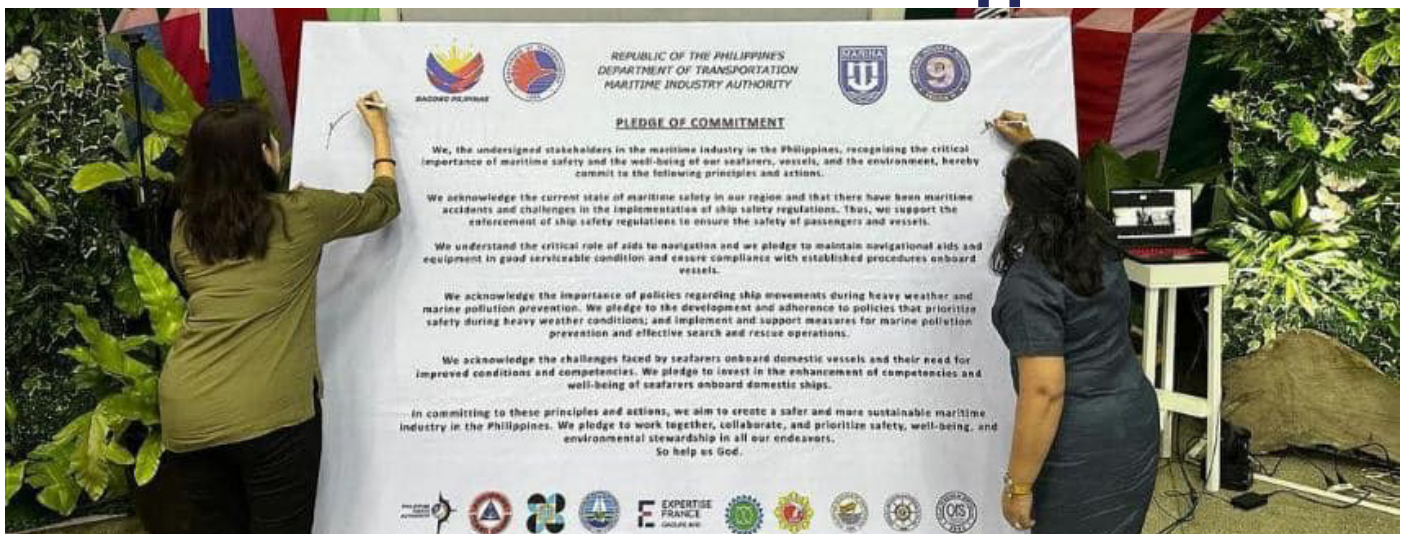 BAGONG PILIPINAS
REPUBLIC OF THE PHILIPPINES
DEPARTMENT OF TRANSPORTATION
MARITIME INDUSTRY AUTHORITY
MARINA
9
PLEDGE OF COMMITMENT
We, the undersigned stakeholders in the maritime industry in the Philippines, recognizing the critical
importance of maritime safety and the well-being of our seafarers, vessels, and the environment, hereby
commit to the following principles and actions.
We acknowledge the current state of maritime safety in our region and that there have been maritime
accidents and challenges in the implementation of ship safety regulations. Thus, we support the
enforcement of ship safety regulations to ensure the safety of passengers and vessels.
We understand the critical role of aids to navigation and we pledge to maintain navigational aids and
equipment in good serviceable condition and ensure compliance with established procedures onboard
vessels.
We acknowledge the importance of policies regarding ship movements during heavy weather and
marine pollution prevention. We pledge to the development and adherence to policies that prioritize
safety during heavy weather conditions; and implement and support measures for marine pollution
prevention and effective search and rescue operations.
We acknowledge the challenges faced by seafarers onboard domestic vessels and their need for
improved conditions and competencies. We pledge to invest in the enhancement of competencies and
well-being of seafarers onboard domestic ships.
In committing to these principles and actions, we aim to create a safer and more sustainable maritime
industry in the Philippines. We pledge to work together, collaborate, and prioritize safety, well-being, and
environmental stewardship in all our endeavors.
So help us God.
PHILIPPINE
PORTS
AUTHORITY
EXPERTISE
FRANCE
GROUPE AFD